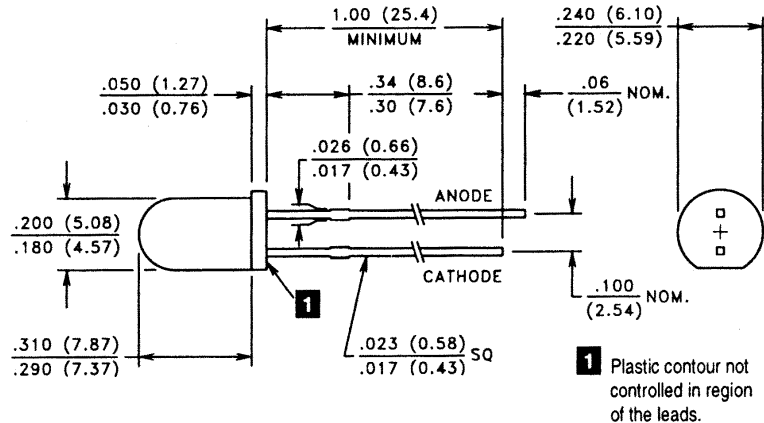 1.00 (25.4)
MINIMUM
.240 (6.10)
.220 (5.59)
.050 (1.27)
.030 (0.76)
.34 (8.6)
.30 (7.6)
.06
(1.52)
NOM.
.026 (0.66)
.017 (0.43)
ANODE
.200 (5.08)
.180 (4.57)
CATHODE
1
.100
(2.54)
NOM.
.310 (7.87)
.290 (7.37)
.023 (0.58)
.017 (0.43)
SQ
1 Plastic contour not
controlled in region
of the leads.